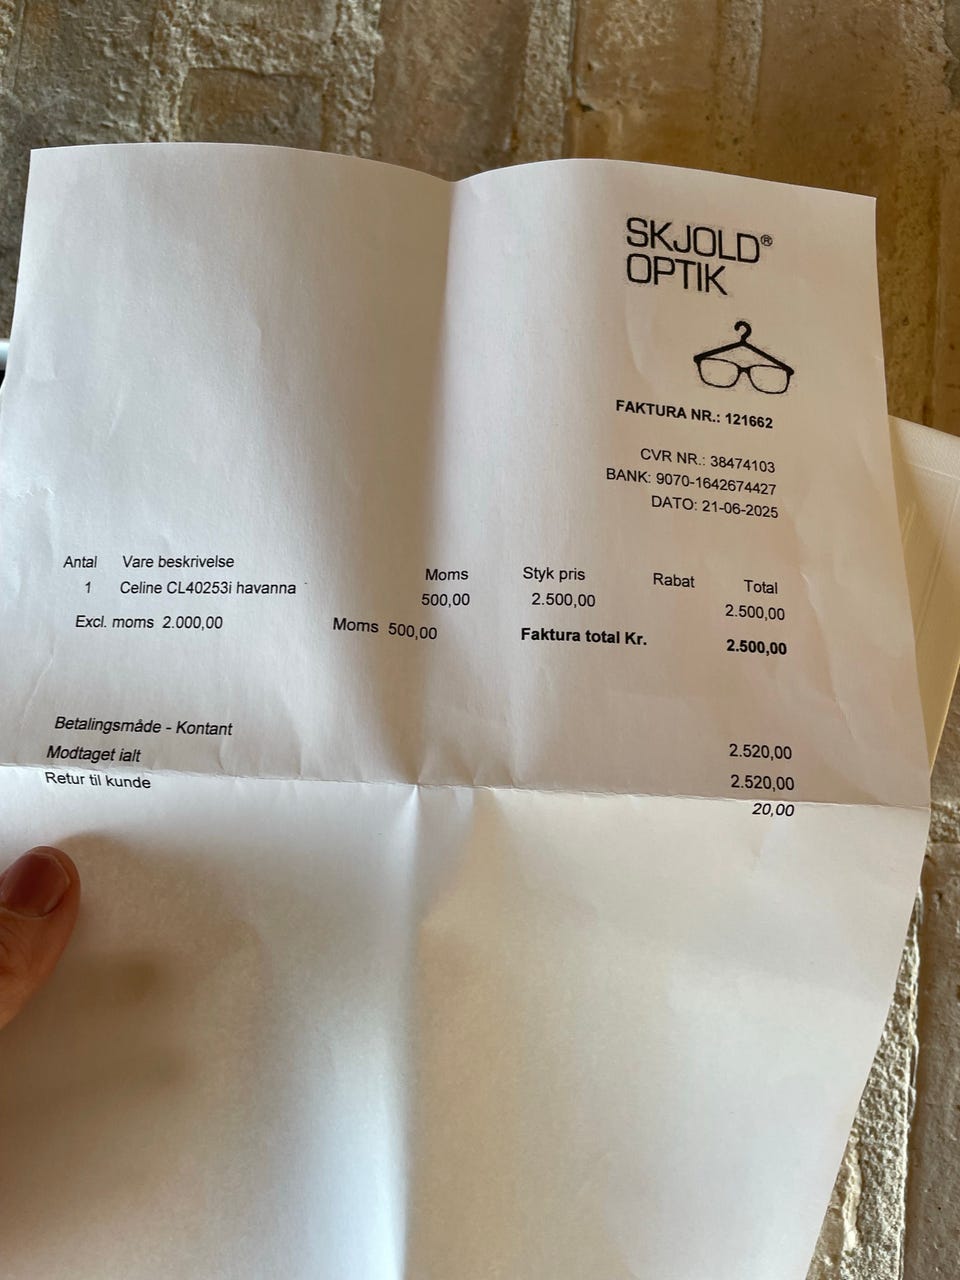 SKJOLD®
OPTIK
FAKTURA NR.: 121662
CVR NR.: 38474103
BANK: 9070-1642674427
DATO: 21-06-2025
Antal Vare beskrivelse Moms Styk pris Rabat Total
1 Celine CL40253i havanna 500,00 2.500,00 2.500,00
Excl. moms 2.000,00 Moms 500,00 Faktura total Kr. 2.500,00
Betalingsmåde - Kontant 2.520,00
Modtaget ialt 2.520,00
Retur til kunde 20,00